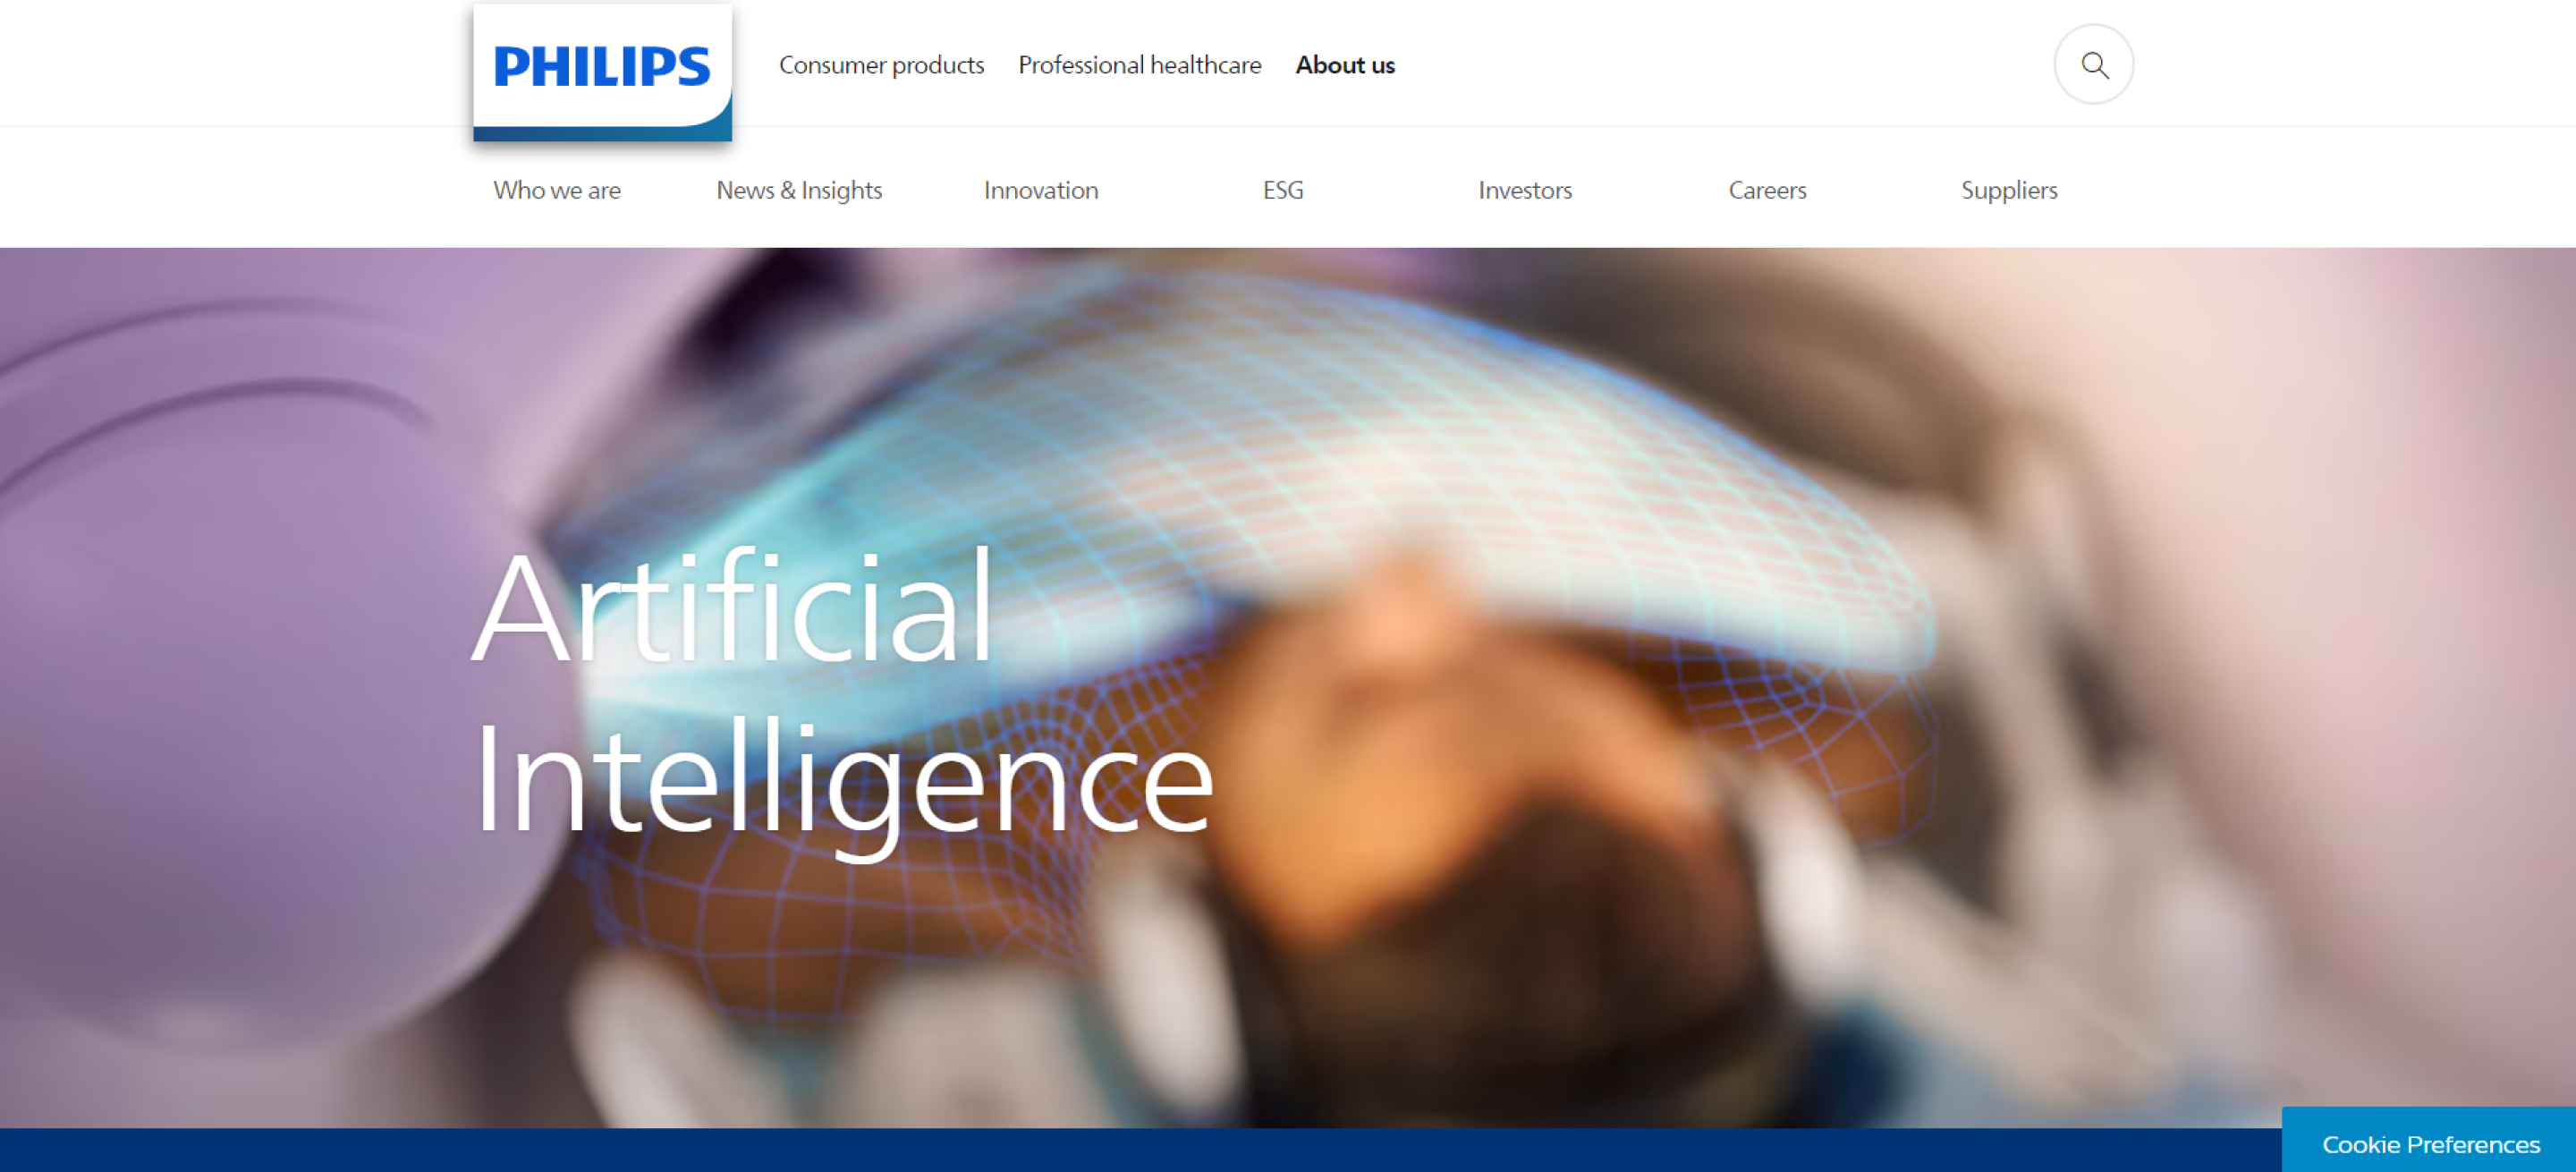 PHILIPS
Consumer products Professional healthcare About us
Who we are News & Insights Innovation ESG Investors Careers Suppliers
Artificial
Intelligence
Cookie Preferences